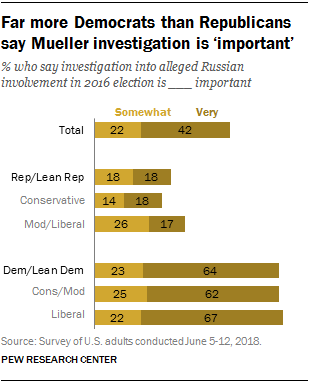 Far more Democrats than Republicans
say Mueller investigation is ‘important’
% who say investigation into alleged Russian
involvement in 2016 election is ___ important
Somewhat Very
Total 22 42
Rep/Lean Rep 18 18
Conservative 14 18
Mod/Liberal 26 17
Dem/Lean Dem 23 64
Cons/Mod 25 62
Liberal 22 67
Source: Survey of U.S. adults conducted June 5-12, 2018.
PEW RESEARCH CENTER